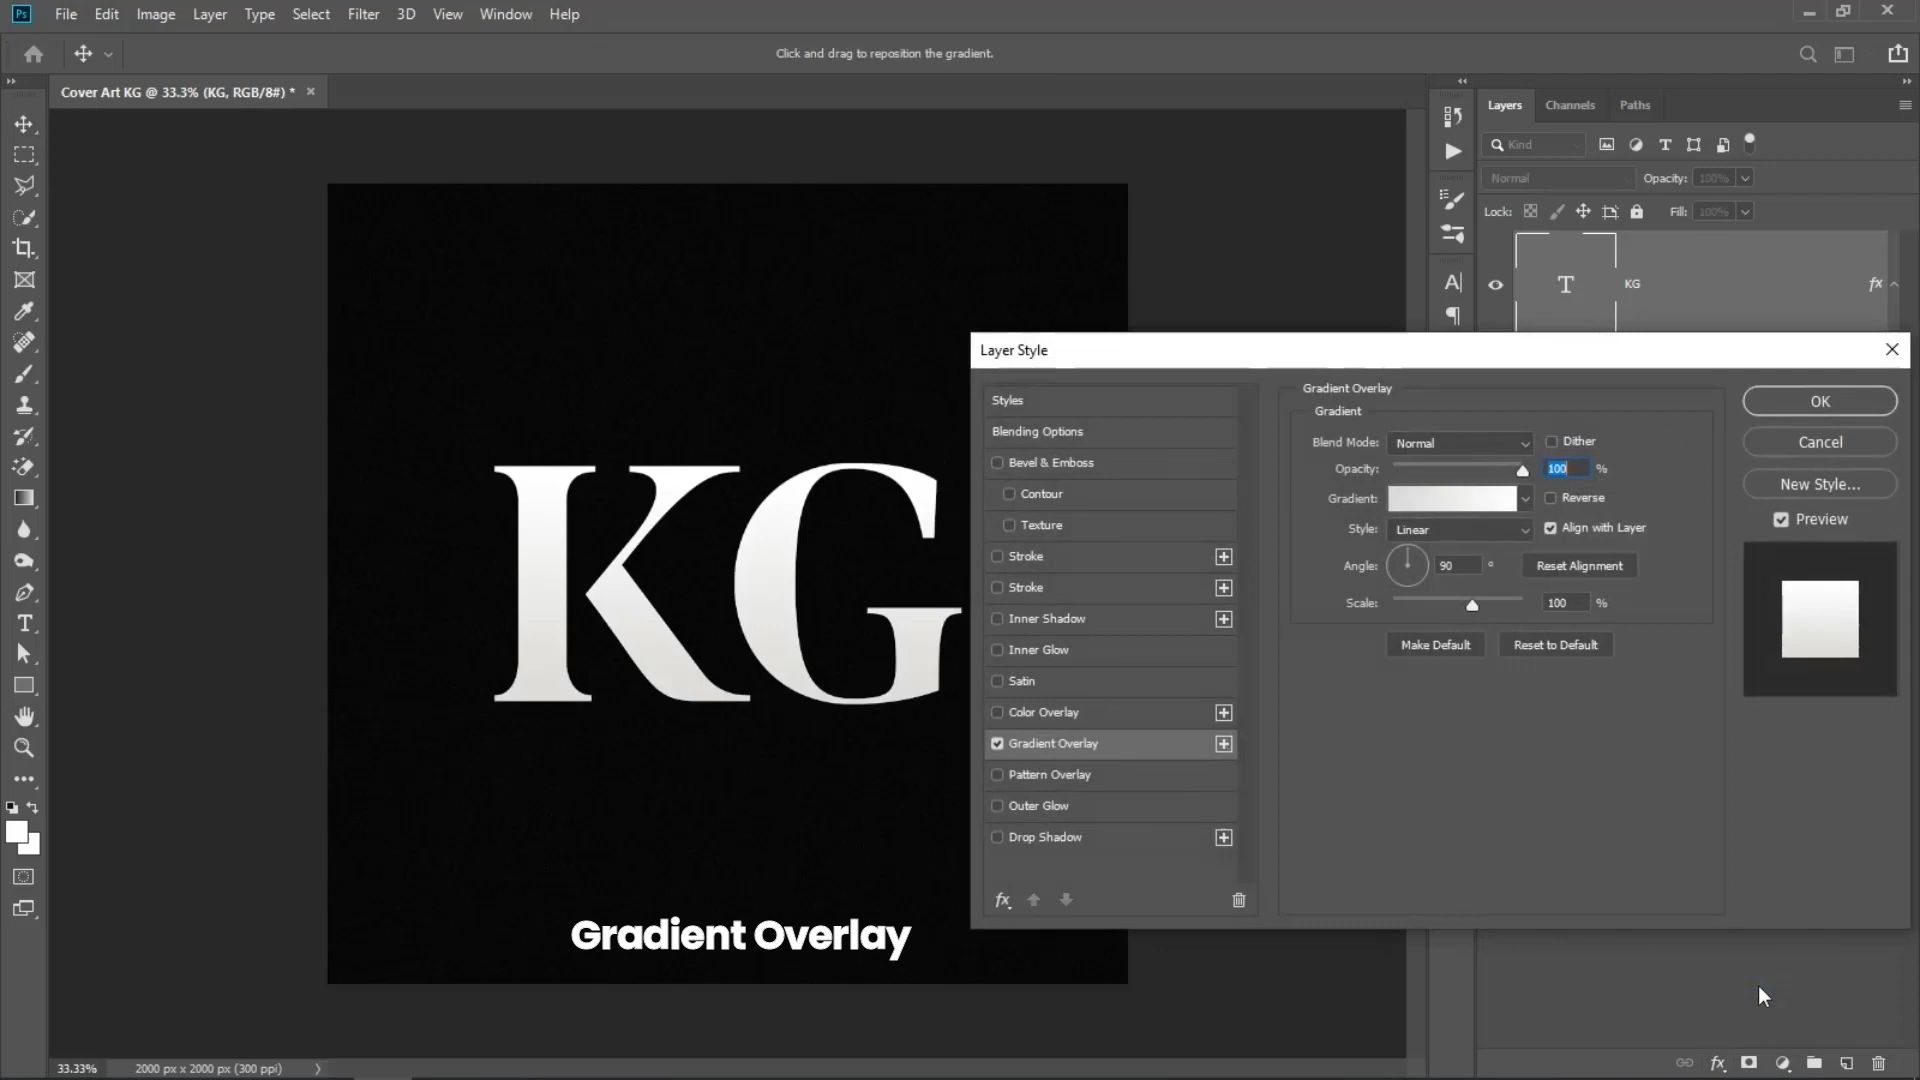 Ps File Edit Image Layer Type Select Filter 3D View Window Help
Click and drag to reposition the gradient.
Cover Art KG @ 33.3% (KG, RGB/8#) *
Layers Channels Paths
Kind
Normal Opacity: 100%
Lock: Fill: 100%
T KG fx
KG
Layer Style
Styles
Blending Options
Bevel & Emboss
Contour
Texture
Stroke
Stroke
Inner Shadow
Inner Glow
Satin
Color Overlay
Gradient Overlay
Pattern Overlay
Outer Glow
Drop Shadow
fx
Gradient Overlay
Gradient
Blend Mode: Normal Dither
Opacity: 100 %
Gradient: Reverse
Style: Linear Align with Layer
Angle: 90 ° Reset Alignment
Scale: 100 %
Make Default Reset to Default
OK
Cancel
New Style...
Preview
Gradient Overlay
33.33% 2000 px x 2000 px (300 ppi)
fx